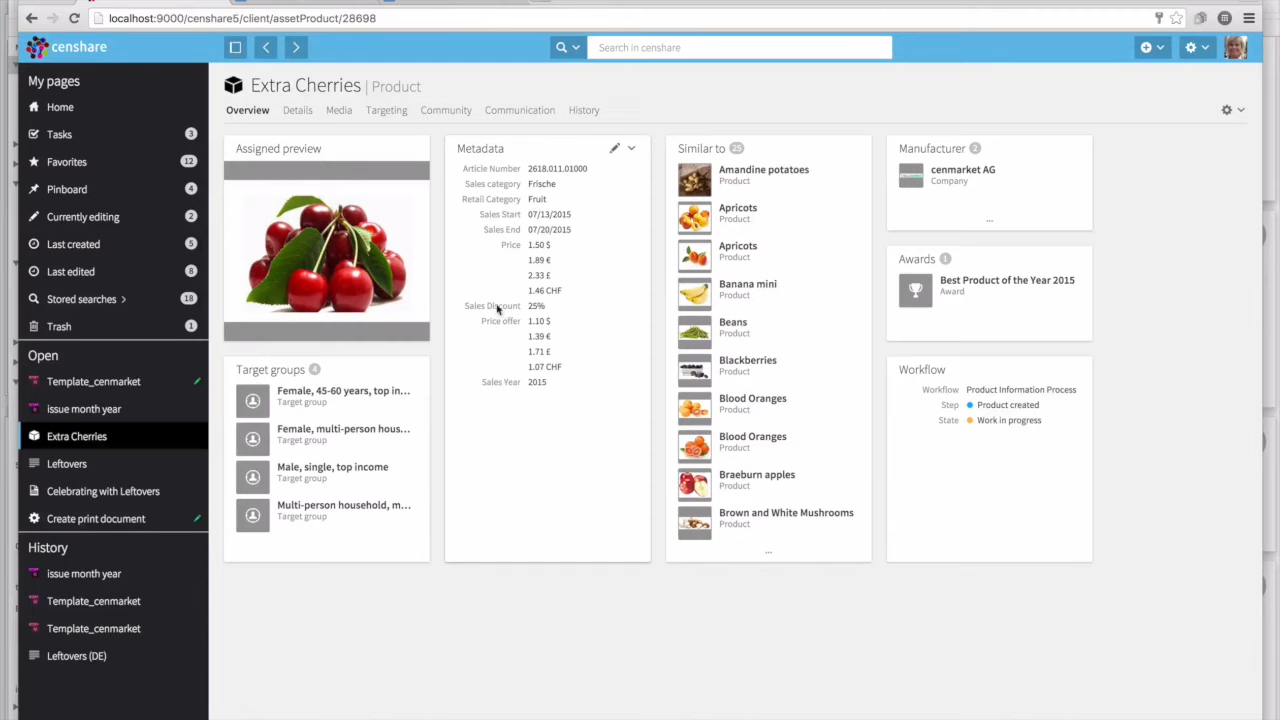 localhost:9000/censhare5/client/assetProduct/28698
censhare
Search in censhare
My pages
Home
Tasks 3
Favorites 12
Pinboard 4
Currently editing 2
Last created 5
Last edited 8
Stored searches 18
Trash 1
Open
Template_cenmarket
issue month year
Extra Cherries
Leftovers
Celebrating with Leftovers
Create print document
History
issue month year
Template_cenmarket
Template_cenmarket
Leftovers (DE)
Extra Cherries | Product
Overview Details Media Targeting Community Communication History
Assigned preview
Target groups 4
Female, 45-60 years, top in...
Target group
Female, multi-person hous...
Target group
Male, single, top income
Target group
Multi-person household, m...
Target group
Metadata
Article Number 2618.011.01000
Sales category Frische
Retail Category Fruit
Sales Start 07/13/2015
Sales End 07/20/2015
Price 1.50 $
1.89 €
2.33 £
1.46 CHF
Sales Discount 25%
Price offer 1.10 $
1.39 €
1.71 £
1.07 CHF
Sales Year 2015
Similar to 25
Amandine potatoes
Product
Apricots
Product
Apricots
Product
Banana mini
Product
Beans
Product
Blackberries
Product
Blood Oranges
Product
Blood Oranges
Product
Braeburn apples
Product
Brown and White Mushrooms
Product
...
Manufacturer 2
cenmarket AG
Company
...
Awards 1
Best Product of the Year 2015
Award
Workflow
Workflow Product Information Process
Step Product created
State Work in progress